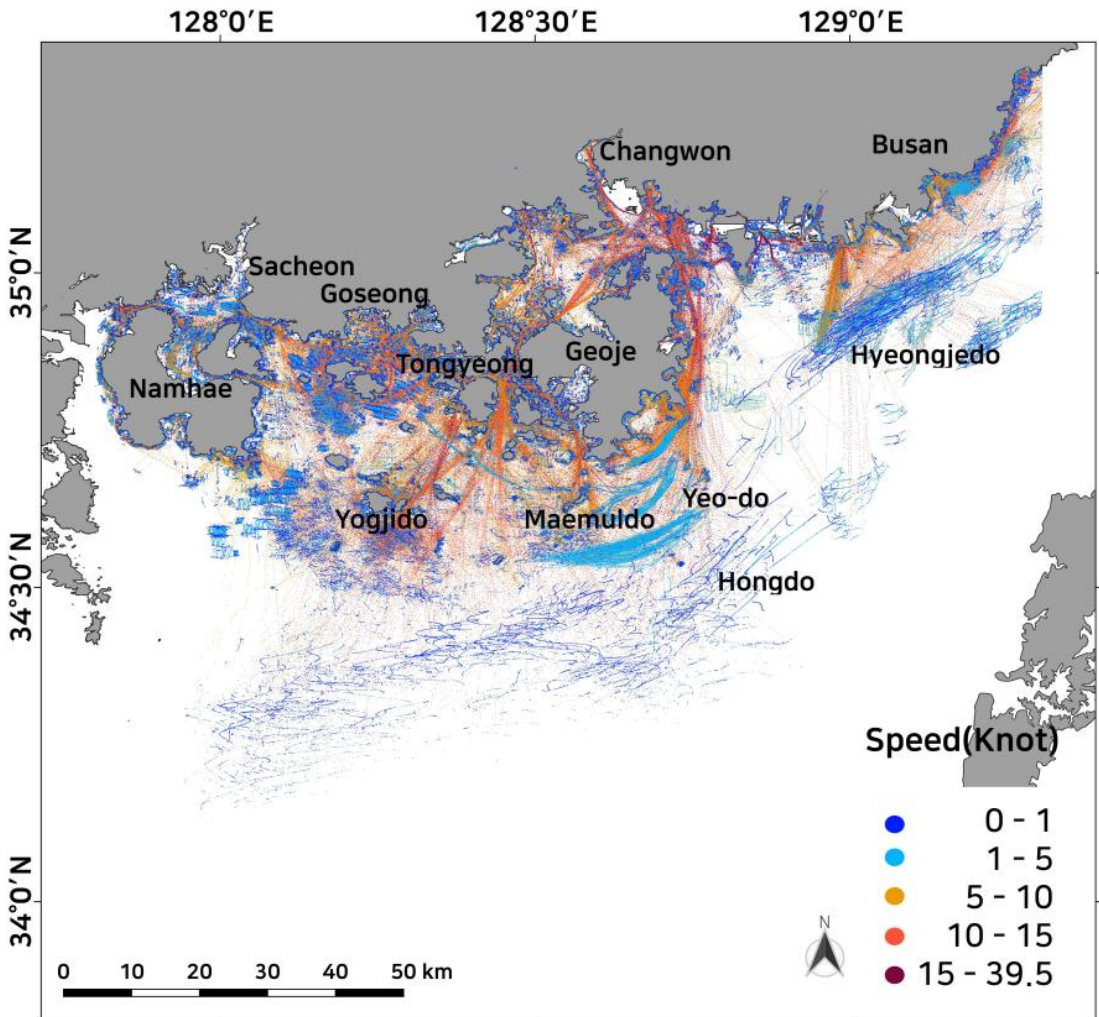 128°0′E 128°30′E 129°0′E
Changwon
Busan
35°0′N
Sacheon
Goseong
Tongyeong
Geoje
Hyeongjedo
Namhae
Yogjido
Maemuldo
Yeo-do
Hongdo
34°30′N
Speed(Knot)
0 - 1
1 - 5
5 - 10
10 - 15
15 - 39.5
34°0′N
N
0 10 20 30 40 50 km